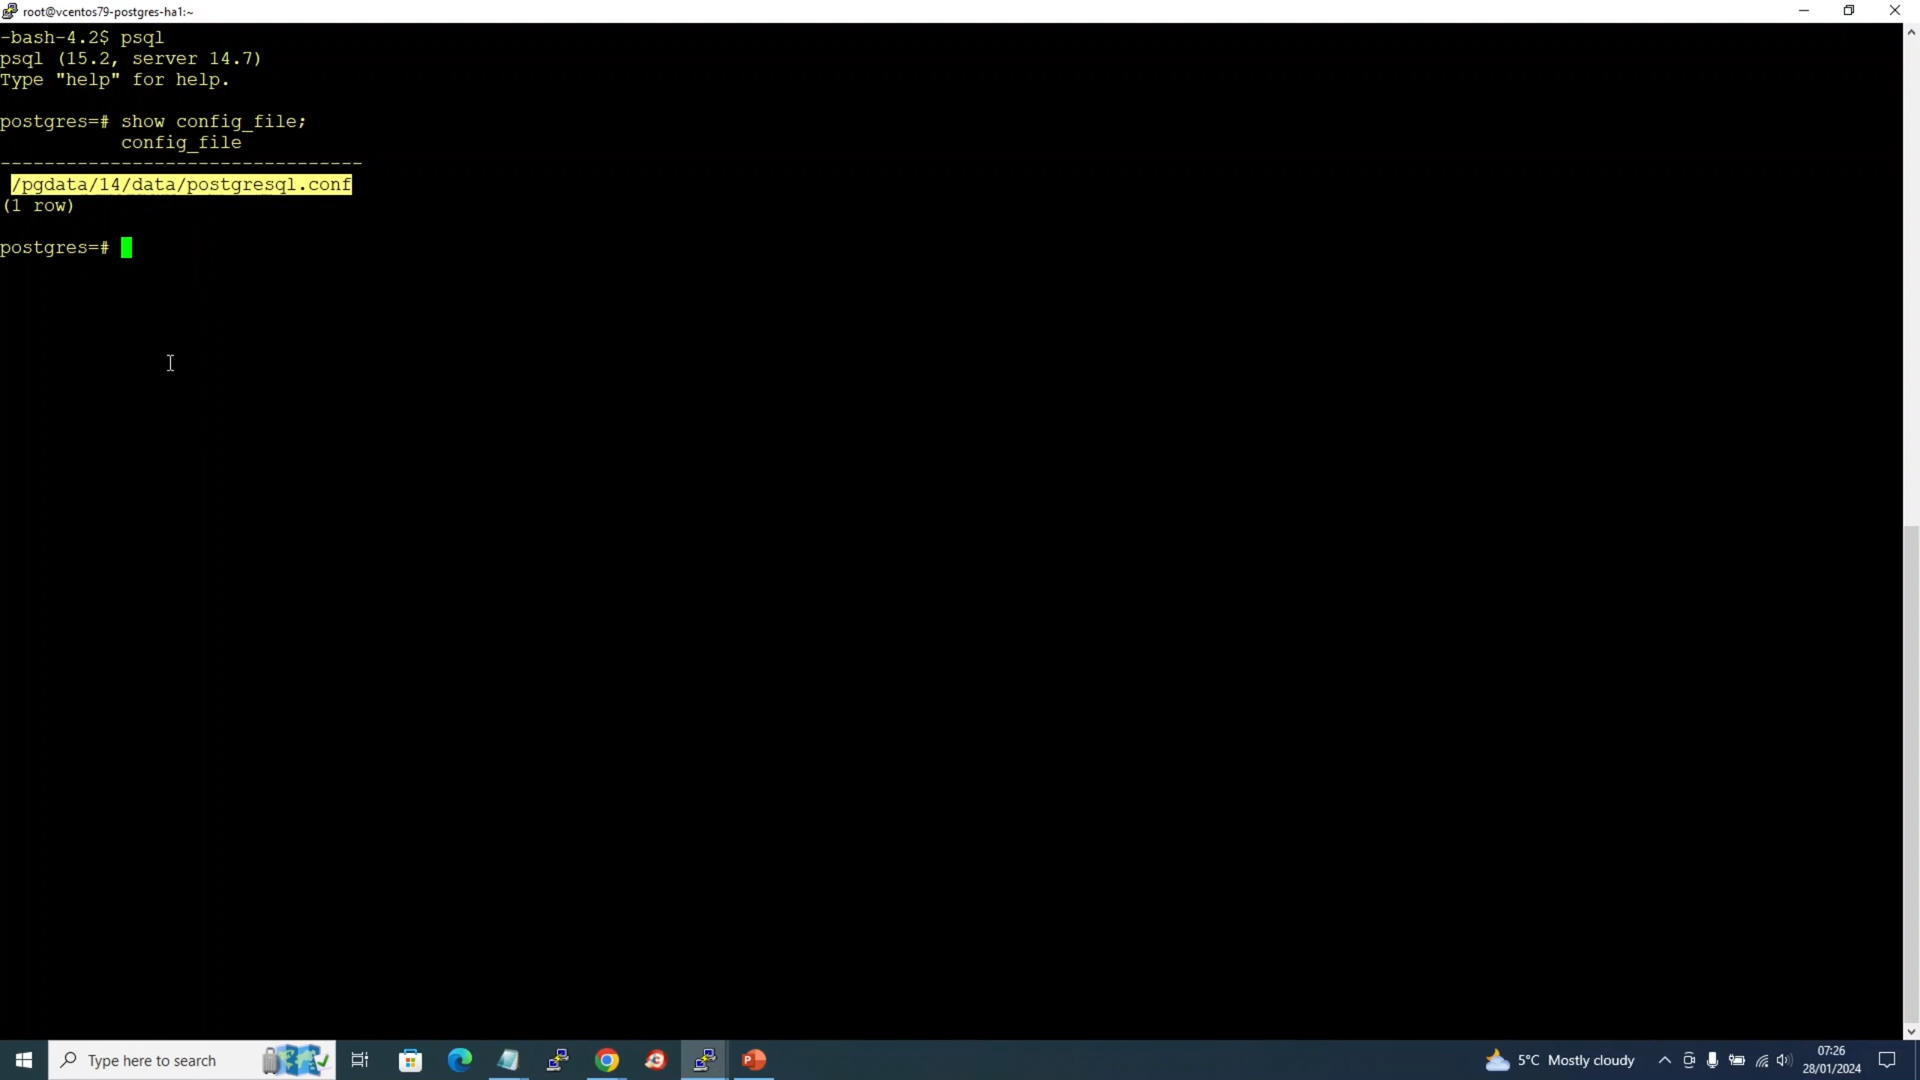 root@vcentos79-postgres-ha1:~
-bash-4.2$ psql
psql (15.2, server 14.7)
Type "help" for help.
postgres=# show config_file;
config_file
---------------------------------
/pgdata/14/data/postgresql.conf
(1 row)
postgres=#
Type here to search
5°C Mostly cloudy
07:26
28/01/2024